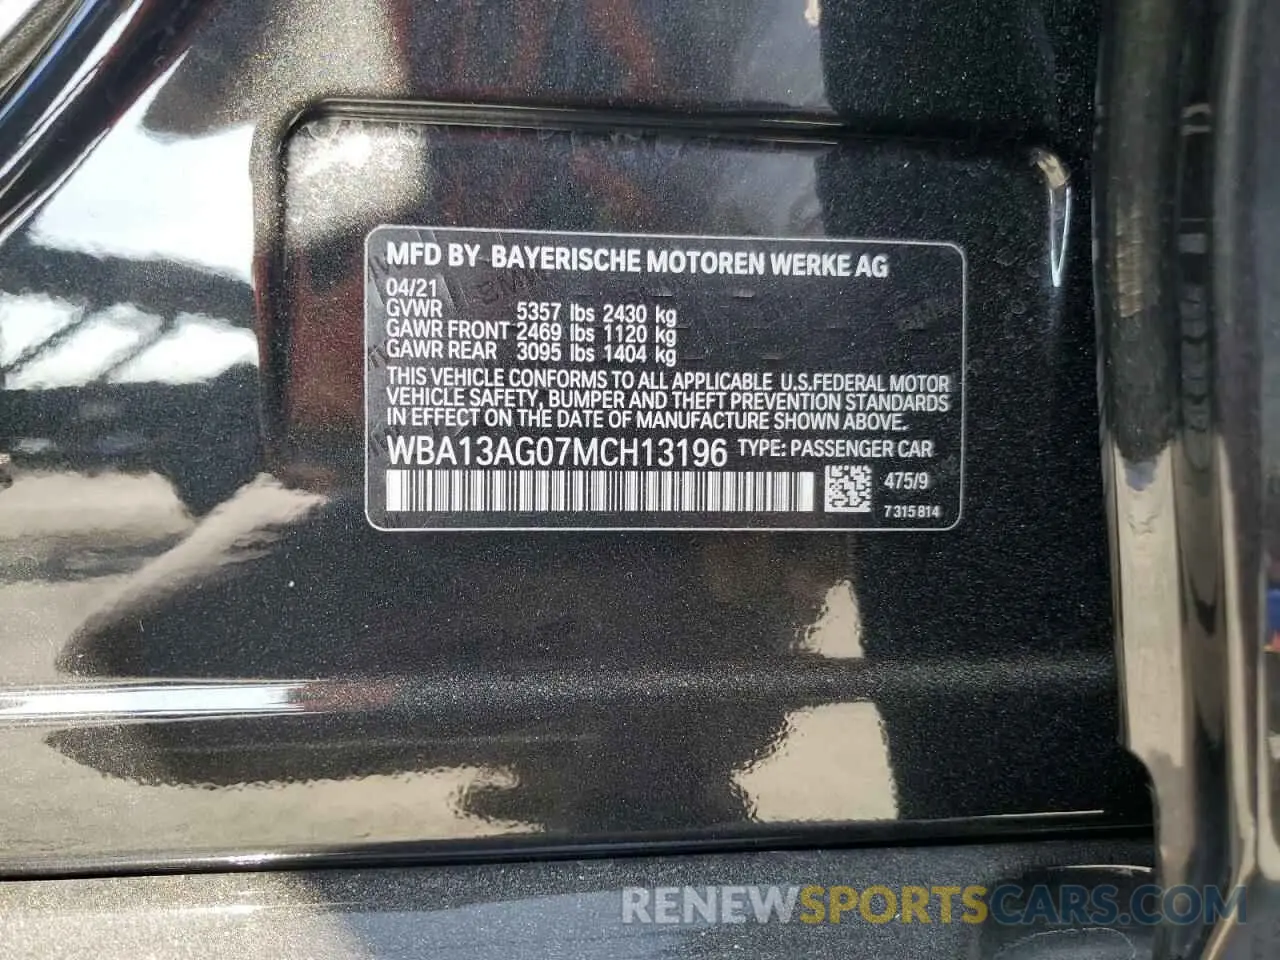 MFD BY BAYERISCHE MOTOREN WERKE AG
04/21
GVWR 5357 lbs 2430 kg
GAWR FRONT 2469 lbs 1120 kg
GAWR REAR 3095 lbs 1404 kg
THIS VEHICLE CONFORMS TO ALL APPLICABLE U.S.FEDERAL MOTOR
VEHICLE SAFETY, BUMPER AND THEFT PREVENTION STANDARDS
IN EFFECT ON THE DATE OF MANUFACTURE SHOWN ABOVE.
WBA13AG07MCH13196 TYPE: PASSENGER CAR
475/9
7 315 814
RENEWSPORTSCARS.COM